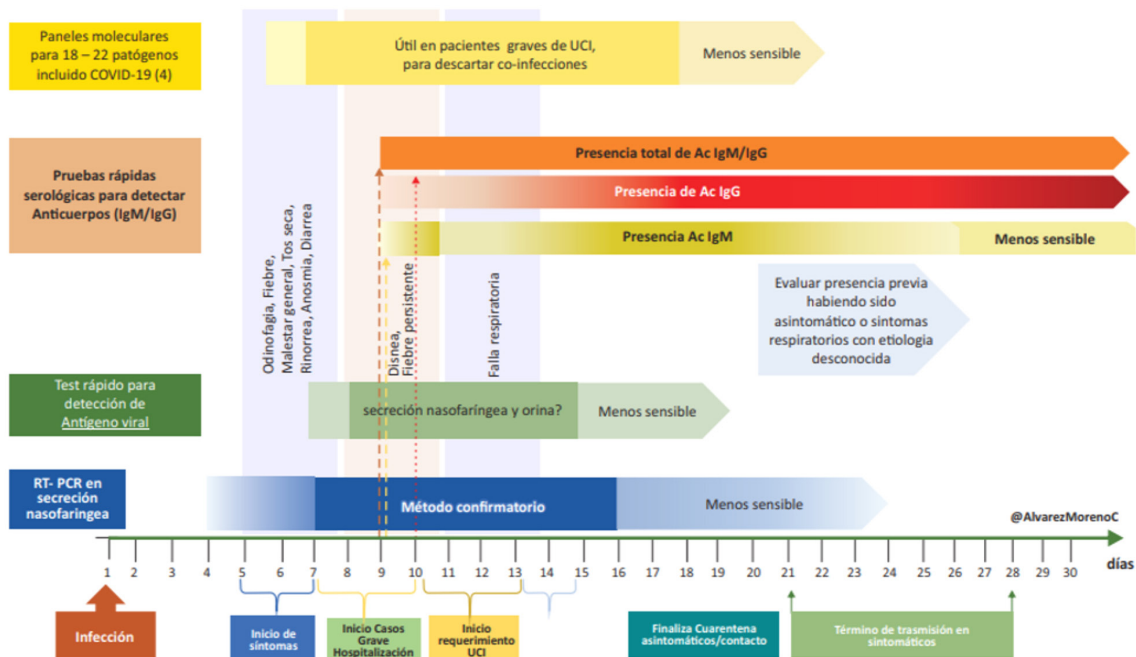 Paneles moleculares
para 18 – 22 patógenos
incluido COVID-19 (4)
Útil en pacientes graves de UCI,
para descartar co-infecciones
Menos sensible
Pruebas rápidas
serológicas para detectar
Anticuerpos (IgM/IgG)
Presencia total de Ac IgM/IgG
Presencia de Ac IgG
Presencia Ac IgM
Menos sensible
Odinofagia, Fiebre,
Malestar general, Tos seca,
Rinorrea, Anosmia, Diarrea
Disnea,
Fiebre persistente
Falla respiratoria
Evaluar presencia previa
habiendo sido
asintomático o sintomas
respiratorios con etiologia
desconocida
Test rápido para
detección de
Antígeno viral
secreción nasofaríngea y orina?
Menos sensible
RT- PCR en
secreción
nasofaringea
Método confirmatorio
Menos sensible
@AlvarezMorenoC
1 2 3 4 5 6 7 8 9 10 11 12 13 14 15 16 17 18 19 20 21 22 23 24 25 26 27 28 29 30 días
Infección
Inicio de
síntomas
Inicio Casos
Grave
Hospitalización
Inicio
requerimiento
UCI
Finaliza Cuarentena
asintomáticos/contacto
Término de trasmisión en
sintomáticos